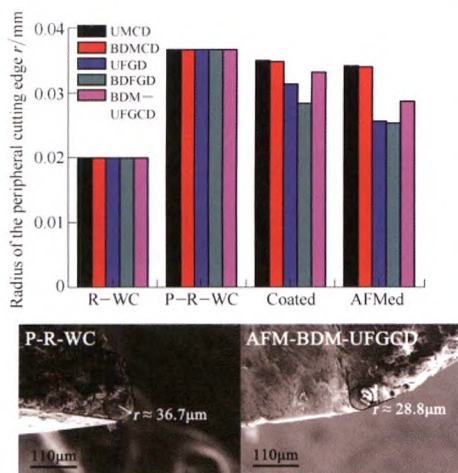 Radius of the peripheral cutting edge r/mm
0.04
0.03
0.02
0.01
0
UMCD
BDMCD
UFGD
BDFGD
BDM—
UFGCD
R—WC
P—R—WC
Coated
AFMed
P-R-WC
r≈36.7μm
110μm
AFM-BDM-UFGCD
r≈28.8μm
110μm